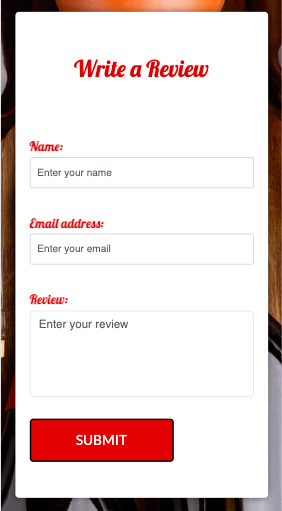 Write a Review
Name:
Enter your name
Email address:
Enter your email
Review:
Enter your review
SUBMIT